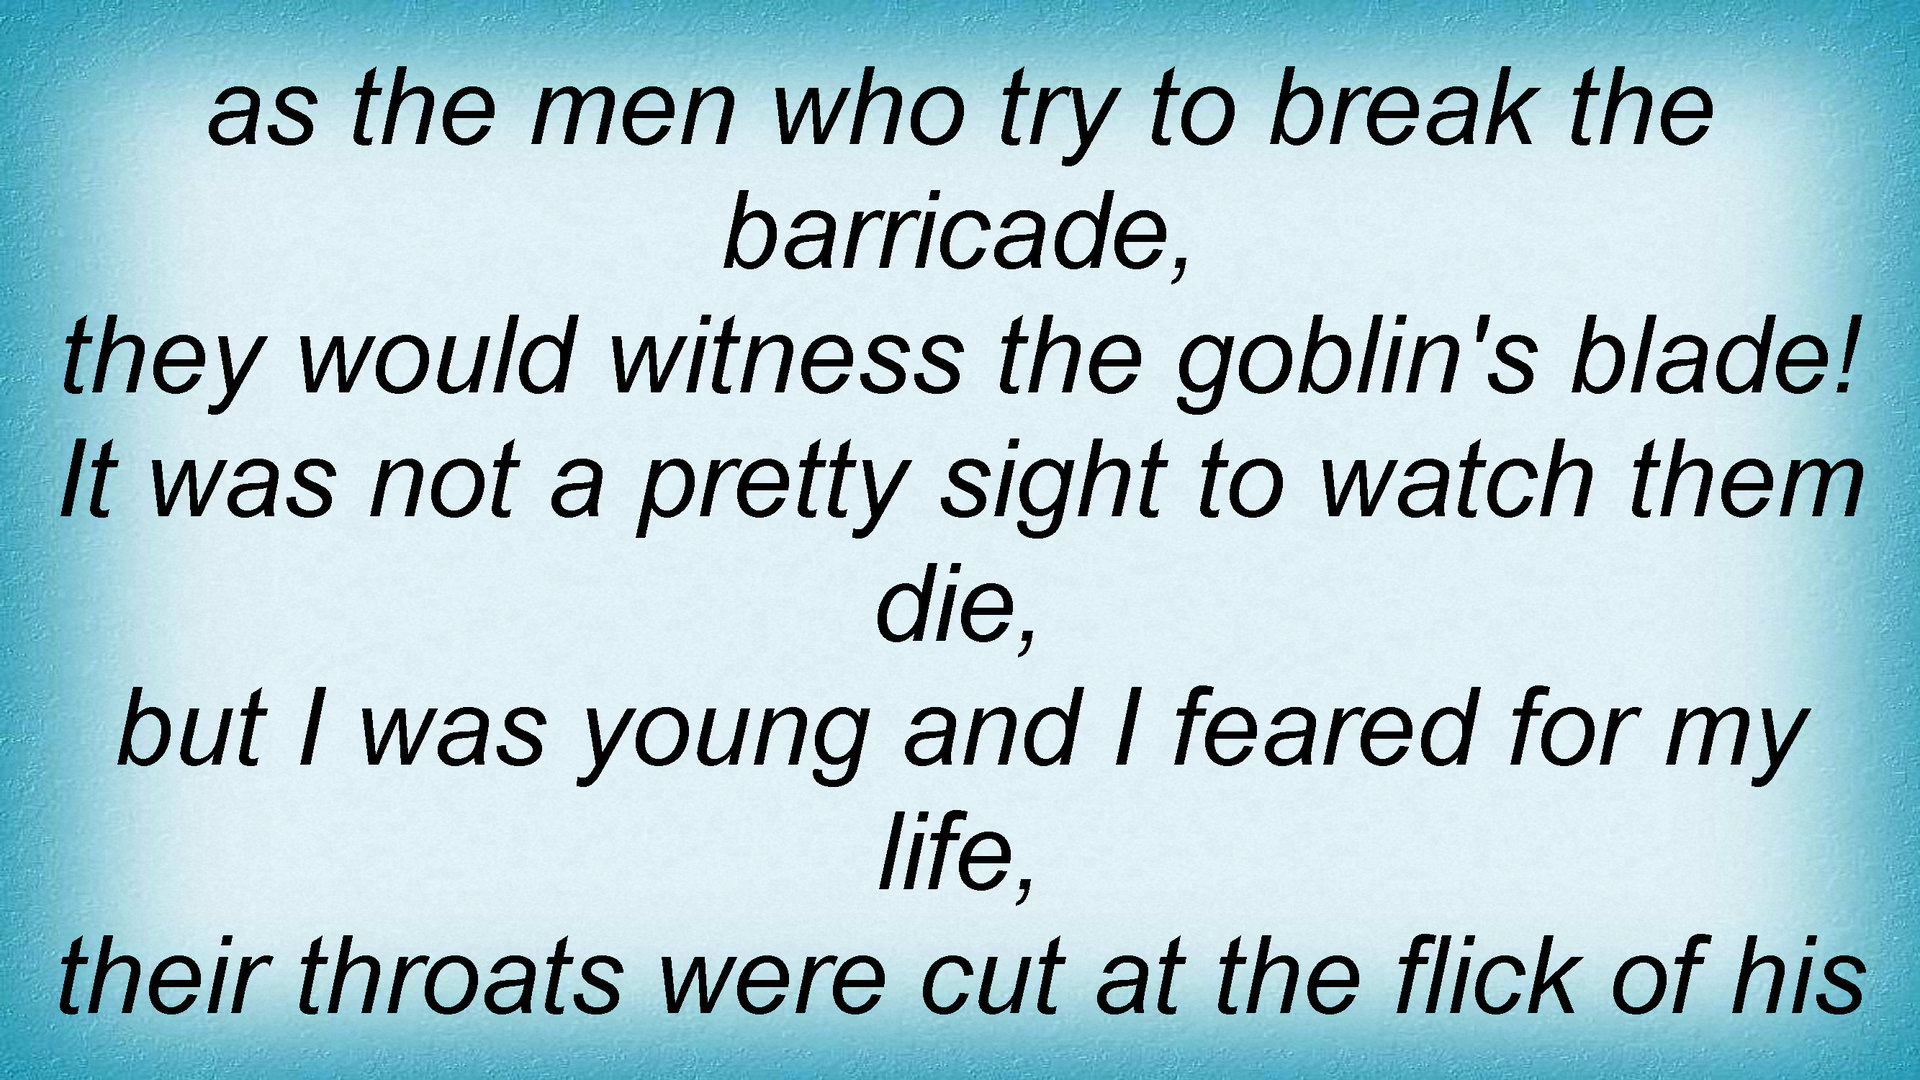 as the men who try to break the
barricade,
they would witness the goblin's blade!
It was not a pretty sight to watch them
die,
but I was young and I feared for my
life,
their throats were cut at the flick of his